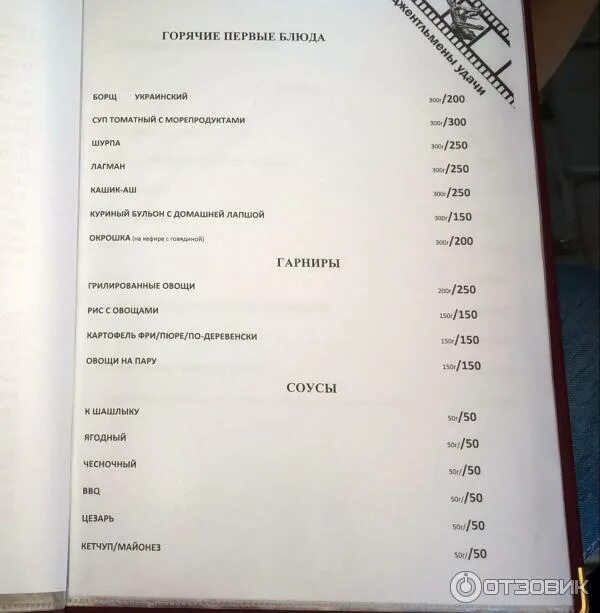 джентльмены удачи
ГОРЯЧИЕ ПЕРВЫЕ БЛЮДА
БОРЩ УКРАИНСКИЙ 300г/200
СУП ТОМАТНЫЙ С МОРЕПРОДУКТАМИ 300г/300
ШУРПА 300г/250
ЛАГМАН 300г/250
КАШИК-АШ 300г/250
КУРИНЫЙ БУЛЬОН С ДОМАШНЕЙ ЛАПШОЙ 300г/150
ОКРОШКА (на кефире с говядиной) 300г/200
ГАРНИРЫ
ГРИЛИРОВАННЫЕ ОВОЩИ 200г/250
РИС С ОВОЩАМИ 150г/150
КАРТОФЕЛЬ ФРИ/ПЮРЕ/ПО-ДЕРЕВЕНСКИ 150г/150
ОВОЩИ НА ПАРУ 150г/150
СОУСЫ
К ШАШЛЫКУ 50г/50
ЯГОДНЫЙ 50г//50
ЧЕСНОЧНЫЙ 50г//50
BBQ 50г//50
ЦЕЗАРЬ 50г//50
КЕТЧУП/МАЙОНЕЗ 50г//50
ОТЗОВИК